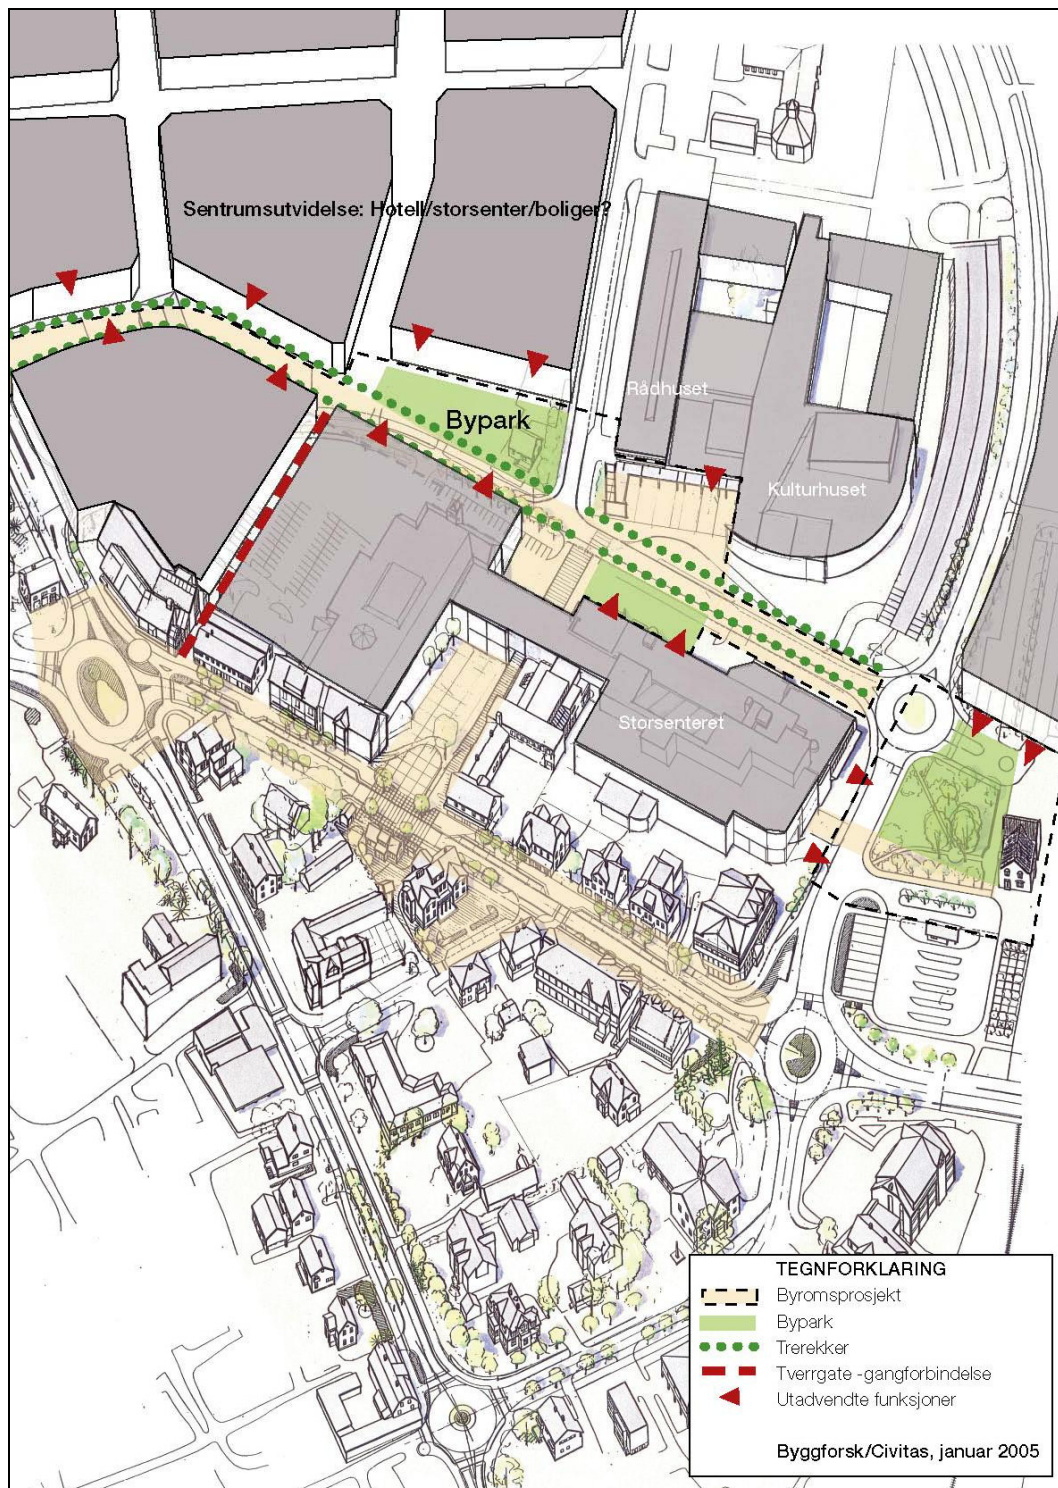 Sentrumsutvidelse: Hotell/storsenter/boliger?
Rådhuset
Bypark
Kulturhuset
Storsenteret
TEGNFORKLARING
Byromsprosjekt
Bypark
Trerekker
Tverrgate -gangforbindelse
Utadvendte funksjoner
Byggforsk/Civitas, januar 2005